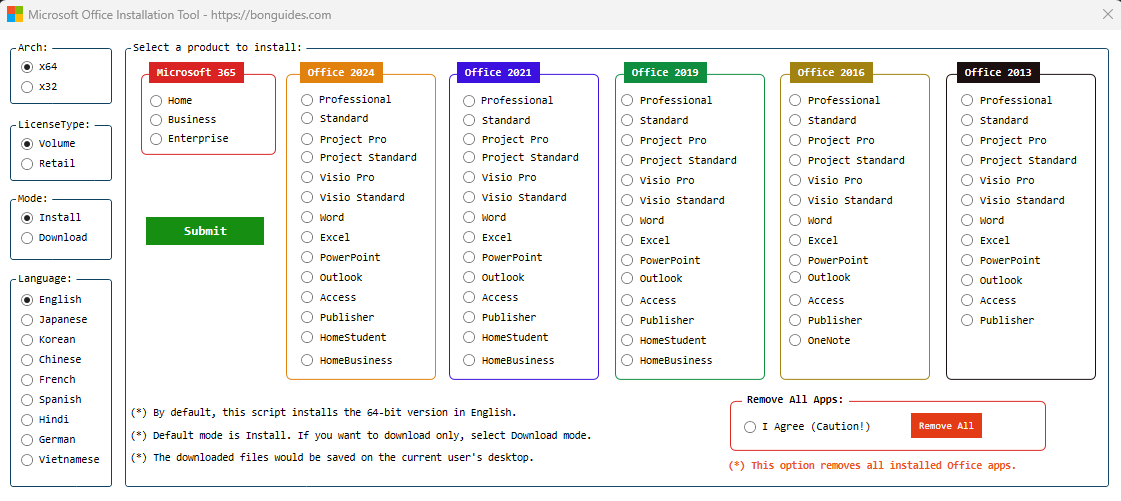 Microsoft Office Installation Tool - https://bonguides.com
Arch:
x64
x32
LicenseType:
Volume
Retail
Mode:
Install
Download
Language:
English
Japanese
Korean
Chinese
French
Spanish
Hindi
German
Vietnamese
Select a product to install:
Microsoft 365
Home
Business
Enterprise
Submit
Office 2024
Professional
Standard
Project Pro
Project Standard
Visio Pro
Visio Standard
Word
Excel
PowerPoint
Outlook
Access
Publisher
HomeStudent
HomeBusiness
Office 2021
Professional
Standard
Project Pro
Project Standard
Visio Pro
Visio Standard
Word
Excel
PowerPoint
Outlook
Access
Publisher
HomeStudent
HomeBusiness
Office 2019
Professional
Standard
Project Pro
Project Standard
Visio Pro
Visio Standard
Word
Excel
PowerPoint
Outlook
Access
Publisher
HomeStudent
HomeBusiness
Office 2016
Professional
Standard
Project Pro
Project Standard
Visio Pro
Visio Standard
Word
Excel
PowerPoint
Outlook
Access
Publisher
OneNote
Office 2013
Professional
Standard
Project Pro
Project Standard
Visio Pro
Visio Standard
Word
Excel
PowerPoint
Outlook
Access
Publisher
(*) By default, this script installs the 64-bit version in English.
(*) Default mode is Install. If you want to download only, select Download mode.
(*) The downloaded files would be saved on the current user's desktop.
Remove All Apps:
I Agree (Caution!)
Remove All
(*) This option removes all installed Office apps.